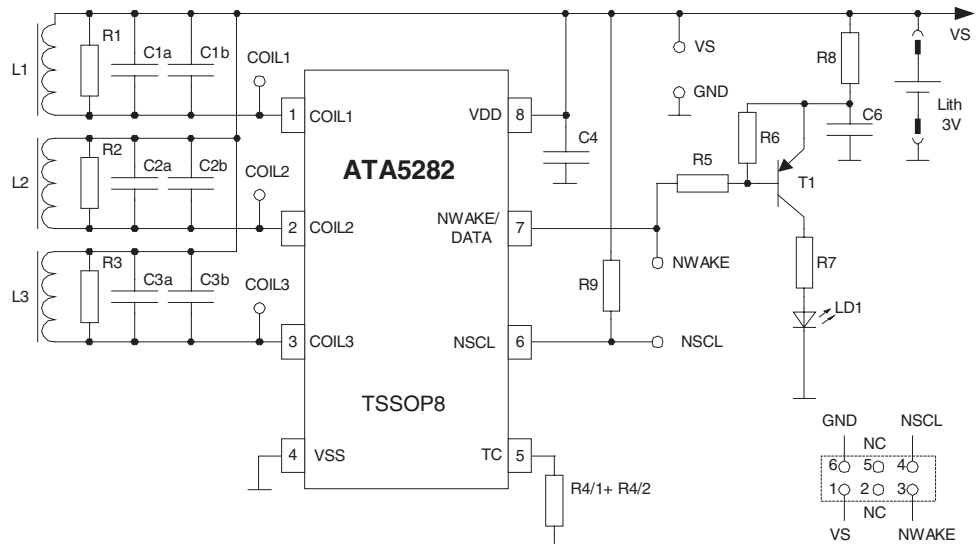 VS
R1
C1a
C1b
COIL1
L1
VS
R8
GND
Lith
3V
1
COIL1
VDD
8
C6
R6
C4
R2
C2a
C2b
COIL2
L2
ATA5282
R5
T1
2
COIL2
NWAKE/
DATA
7
R3
C3a
C3b
COIL3
L3
NWAKE
R9
R7
LD1
3
COIL3
NSCL
6
NSCL
TSSOP8
4
VSS
TC
5
R4/1+ R4/2
GND
NSCL
NC
6
5
4
1
2
3
NC
VS
NWAKE